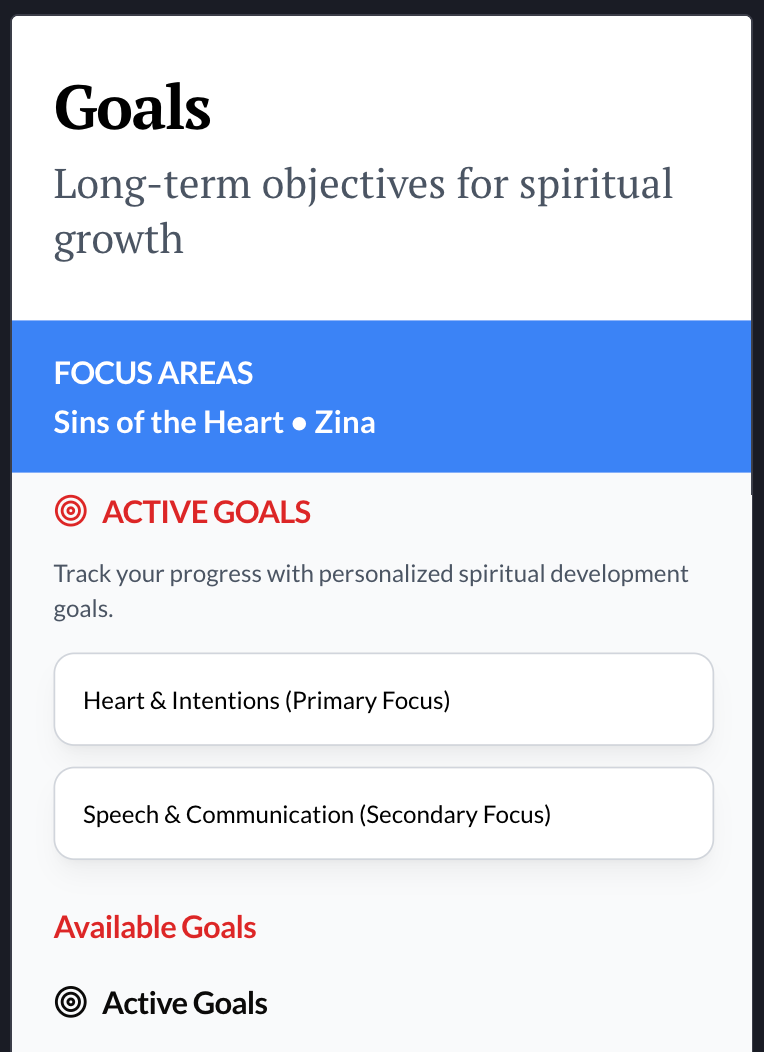 Goals
Long-term objectives for spiritual
growth
FOCUS AREAS
Sins of the Heart • Zina
ACTIVE GOALS
Track your progress with personalized spiritual development
goals.
Heart & Intentions (Primary Focus)
Speech & Communication (Secondary Focus)
Available Goals
Active Goals